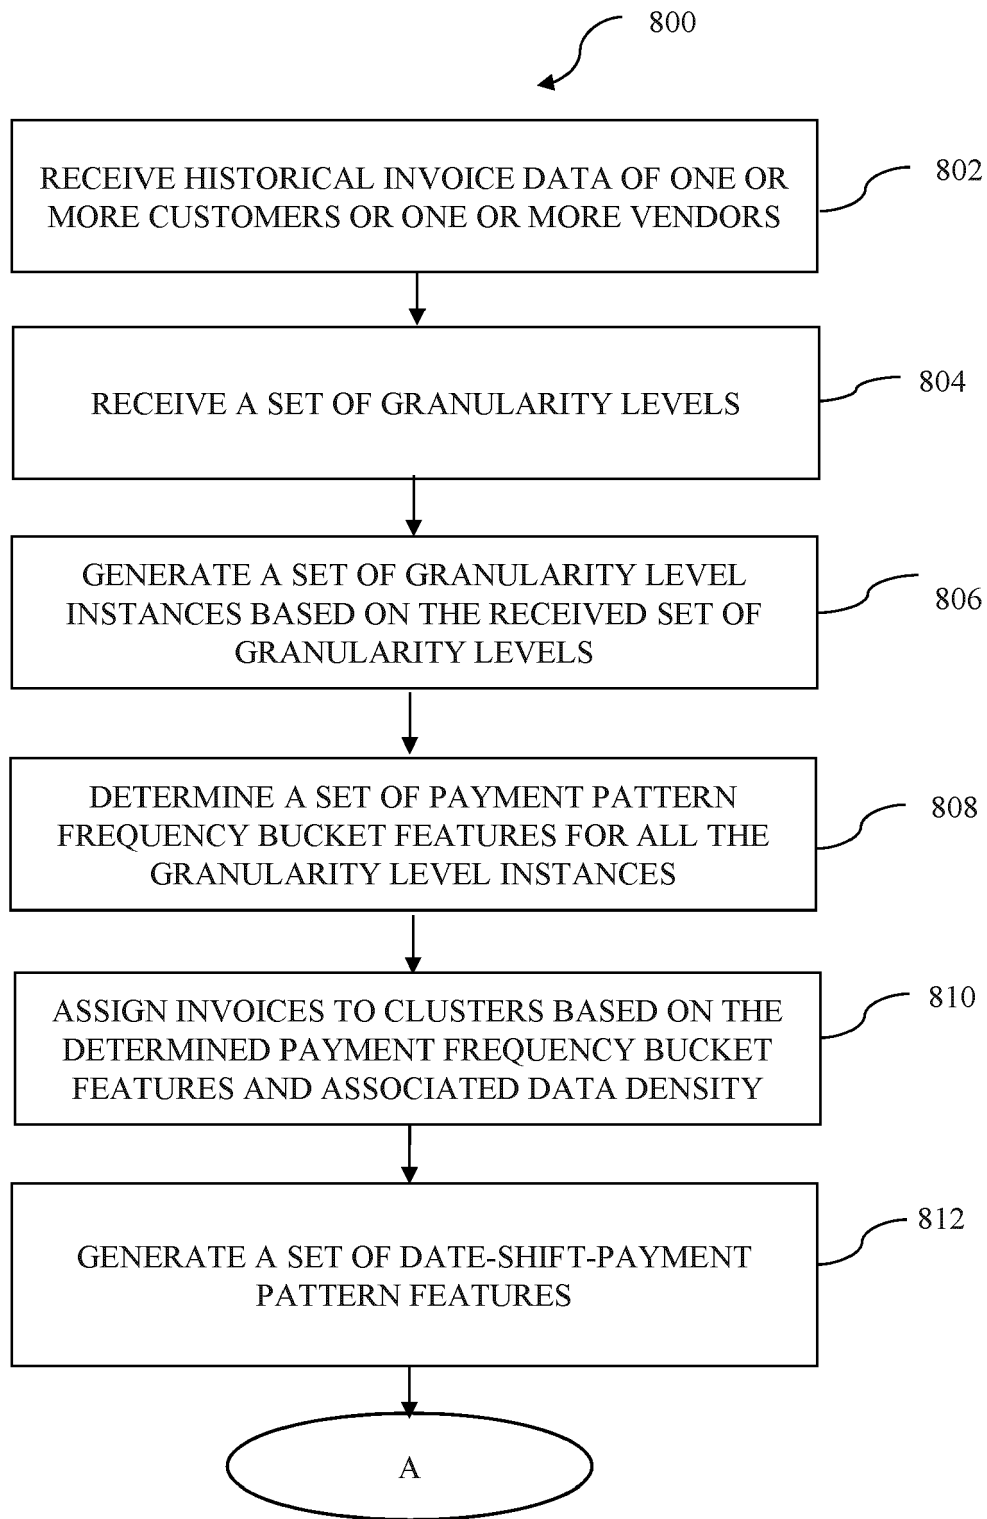 800
RECEIVE HISTORICAL INVOICE DATA OF ONE OR
MORE CUSTOMERS OR ONE OR MORE VENDORS
802
RECEIVE A SET OF GRANULARITY LEVELS
804
GENERATE A SET OF GRANULARITY LEVEL
INSTANCES BASED ON THE RECEIVED SET OF
GRANULARITY LEVELS
806
DETERMINE A SET OF PAYMENT PATTERN
FREQUENCY BUCKET FEATURES FOR ALL THE
GRANULARITY LEVEL INSTANCES
808
ASSIGN INVOICES TO CLUSTERS BASED ON THE
DETERMINED PAYMENT FREQUENCY BUCKET
FEATURES AND ASSOCIATED DATA DENSITY
810
GENERATE A SET OF DATE-SHIFT-PAYMENT
PATTERN FEATURES
812
A